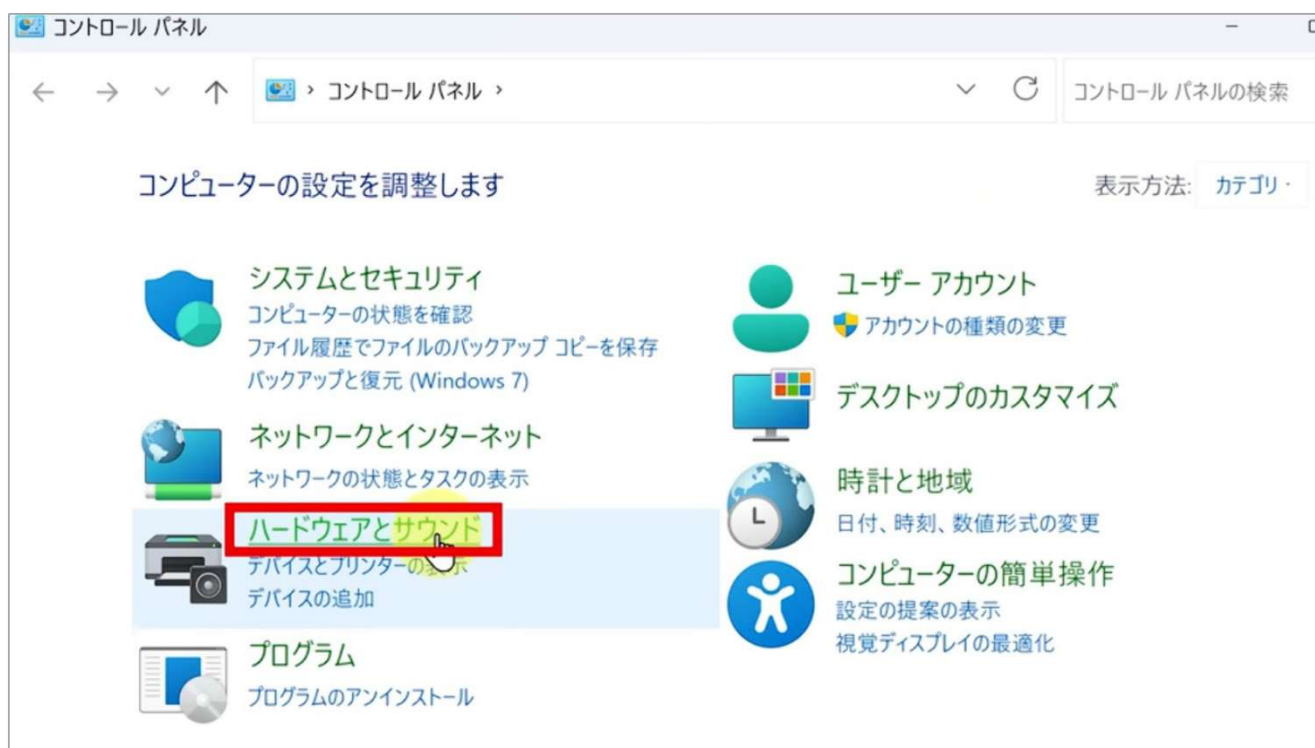 コントロール パネル
コントロール パネル
コントロール パネルの検索
コンピューターの設定を調整します
表示方法: カテゴリ
システムとセキュリティ
コンピューターの状態を確認
ファイル履歴でファイルのバックアップ コピーを保存
バックアップと復元 (Windows 7)
ネットワークとインターネット
ネットワークの状態とタスクの表示
ハードウェアとサウンド
デバイスとプリンターの表示
デバイスの追加
プログラム
プログラムのアンインストール
ユーザー アカウント
アカウントの種類の変更
デスクトップのカスタマイズ
時計と地域
日付、時刻、数値形式の変更
コンピューターの簡単操作
設定の提案の表示
視覚ディスプレイの最適化